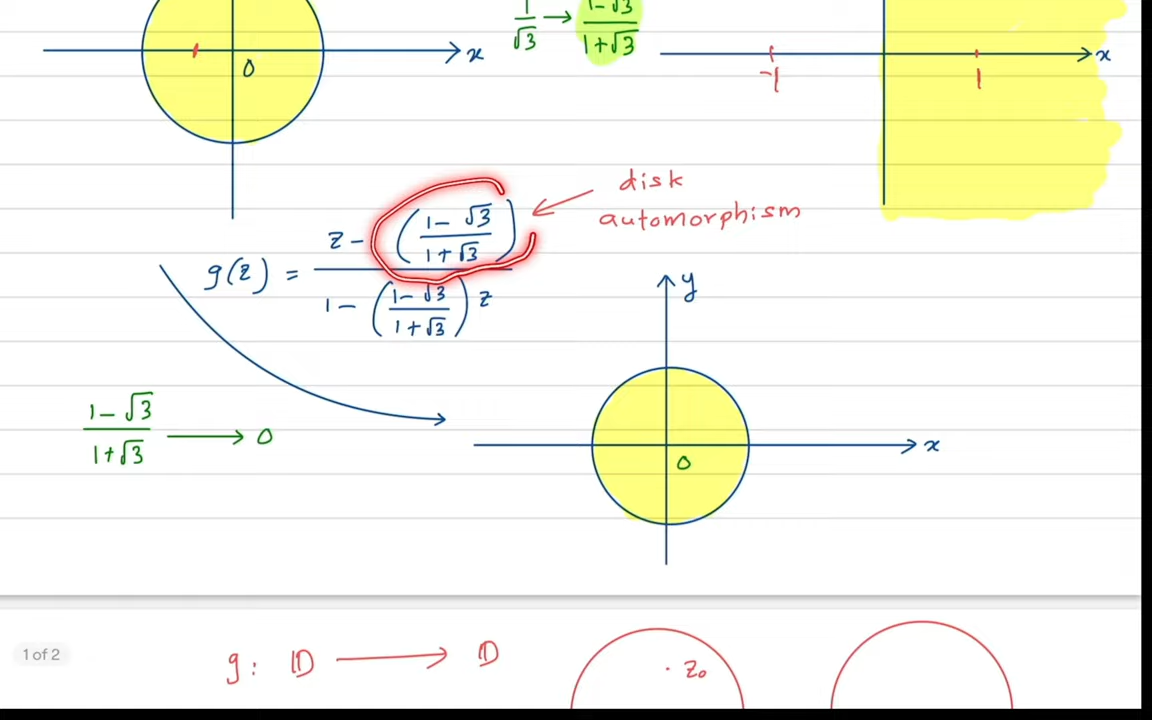 1/√3 → (1-√3)/(1+√3)
x
0
x
-1 1
disk
automorphism
g(z) = (z - ((1-√3)/(1+√3))) / (1 - ((1-√3)/(1+√3)) z)
y
(1-√3)/(1+√3) → 0
x
0
1 of 2
g: 𝔻 → 𝔻
· z₀